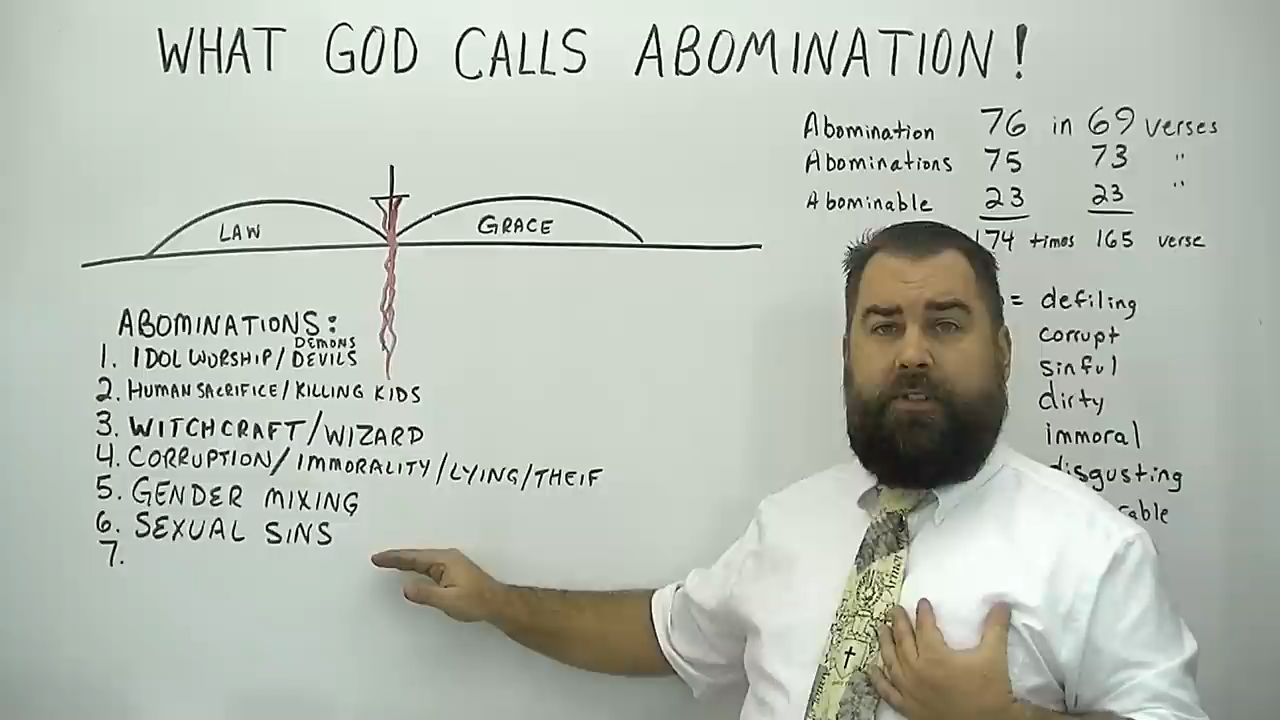 WHAT GOD CALLS ABOMINATION!
Abomination 76 in 69 verses
Abominations 75 73 "
Abominable 23 23 "
174 times 165 verse
LAW
GRACE
= defiling
corrupt
sinful
dirty
immoral
disgusting
ABOMINATIONS:
DEMONS
1. IDOL WORSHIP/DEVILS
2. HUMAN SACRIFICE/KILLING KIDS
3. WITCHCRAFT/WIZARD
4. CORRUPTION/IMMORALITY/LYING/THEIF
5. GENDER MIXING
6. SEXUAL SINS
7.
Armor